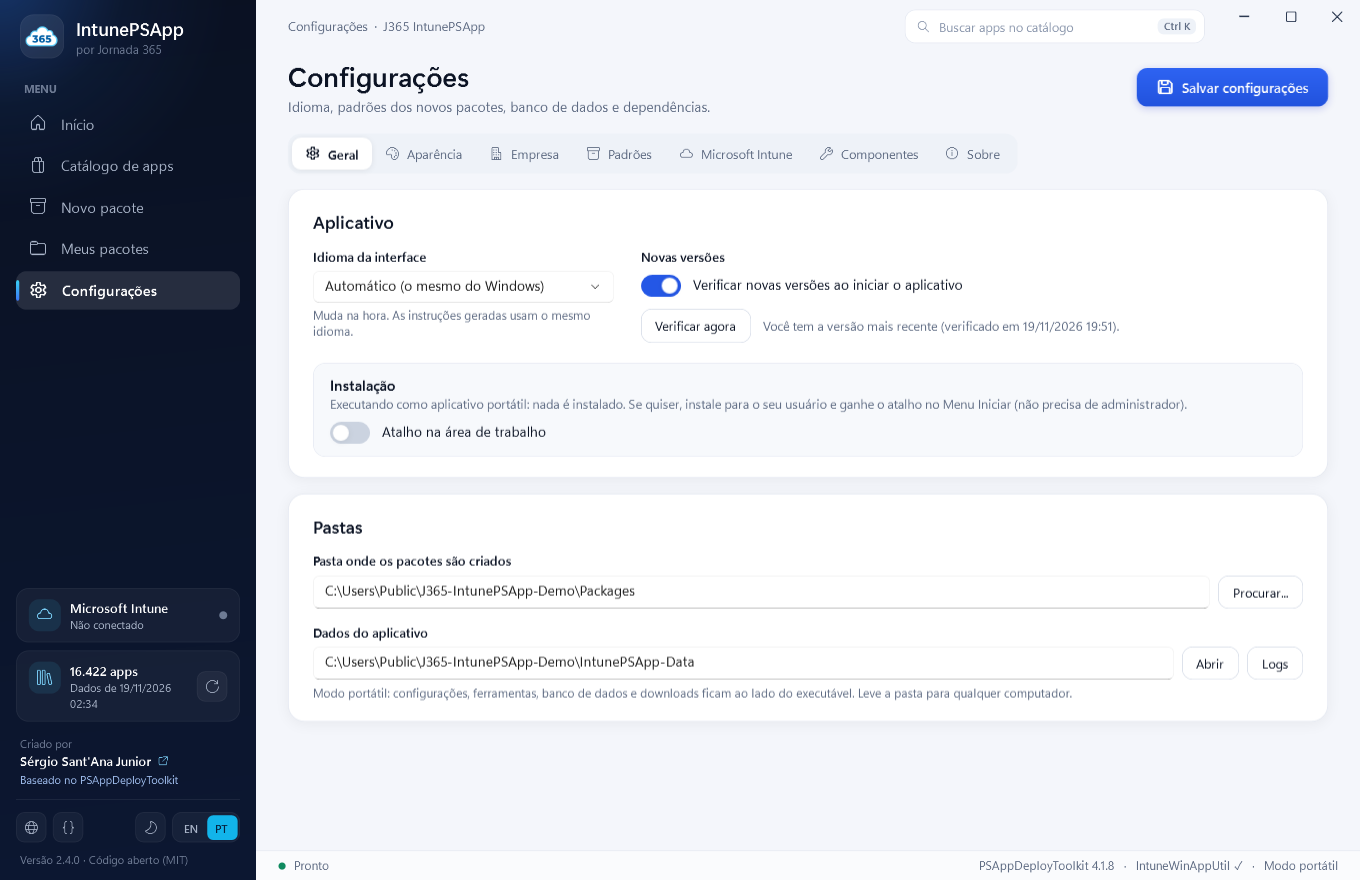 365
IntunePSApp
por Jornada 365
MENU
Início
Catálogo de apps
Novo pacote
Meus pacotes
Configurações
Microsoft Intune
Não conectado
16.422 apps
Dados de 19/11/2026
02:34
Criado por
Sérgio Sant'Ana Junior
Baseado no PSAppDeployToolkit
{}
EN PT
Versão 2.4.0 · Código aberto (MIT)
Configurações · J365 IntunePSApp
Buscar apps no catálogo Ctrl K
Configurações
Idioma, padrões dos novos pacotes, banco de dados e dependências.
Salvar configurações
Geral Aparência Empresa Padrões Microsoft Intune Componentes Sobre
Aplicativo
Idioma da interface
Automático (o mesmo do Windows)
Muda na hora. As instruções geradas usam o mesmo
idioma.
Novas versões
Verificar novas versões ao iniciar o aplicativo
Verificar agora Você tem a versão mais recente (verificado em 19/11/2026 19:51).
Instalação
Executando como aplicativo portátil: nada é instalado. Se quiser, instale para o seu usuário e ganhe o atalho no Menu Iniciar (não precisa de administrador).
Atalho na área de trabalho
Pastas
Pasta onde os pacotes são criados
C:\Users\Public\J365-IntunePSApp-Demo\Packages Procurar...
Dados do aplicativo
C:\Users\Public\J365-IntunePSApp-Demo\IntunePSApp-Data Abrir Logs
Modo portátil: configurações, ferramentas, banco de dados e downloads ficam ao lado do executável. Leve a pasta para qualquer computador.
Pronto
PSAppDeployToolkit 4.1.8 · IntuneWinAppUtil ✓ · Modo portátil